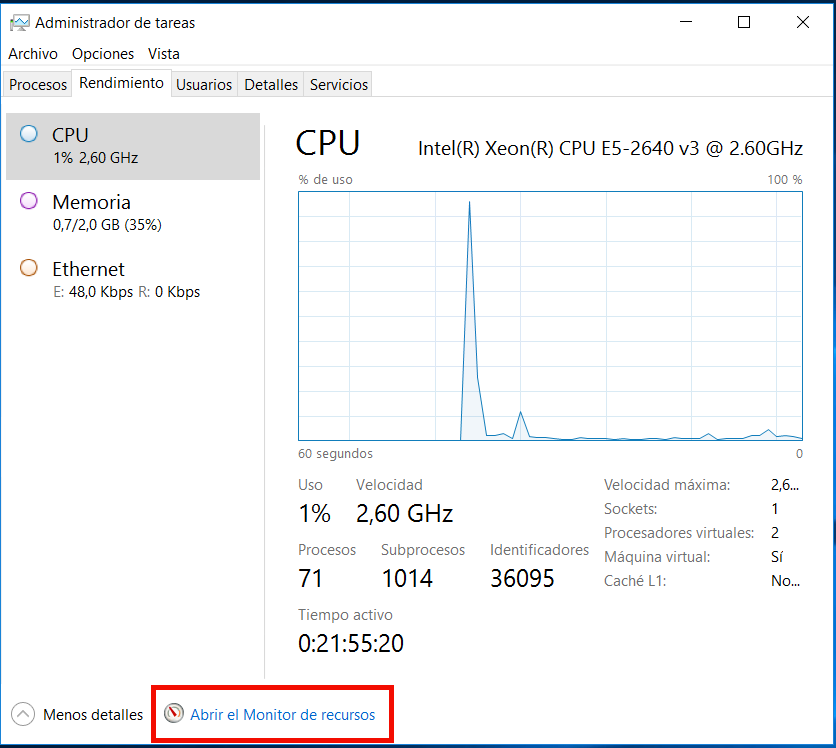 Administrador de tareas
Archivo Opciones Vista
Procesos Rendimiento Usuarios Detalles Servicios
CPU
1% 2,60 GHz
Memoria
0,7/2,0 GB (35%)
Ethernet
E: 48,0 Kbps R: 0 Kbps
CPU Intel(R) Xeon(R) CPU E5-2640 v3 @ 2.60GHz
% de uso 100 %
60 segundos 0
Uso Velocidad
1% 2,60 GHz
Procesos Subprocesos Identificadores
71 1014 36095
Tiempo activo
0:21:55:20
Velocidad máxima: 2,6...
Sockets: 1
Procesadores virtuales: 2
Máquina virtual: Sí
Caché L1: No...
Menos detalles Abrir el Monitor de recursos